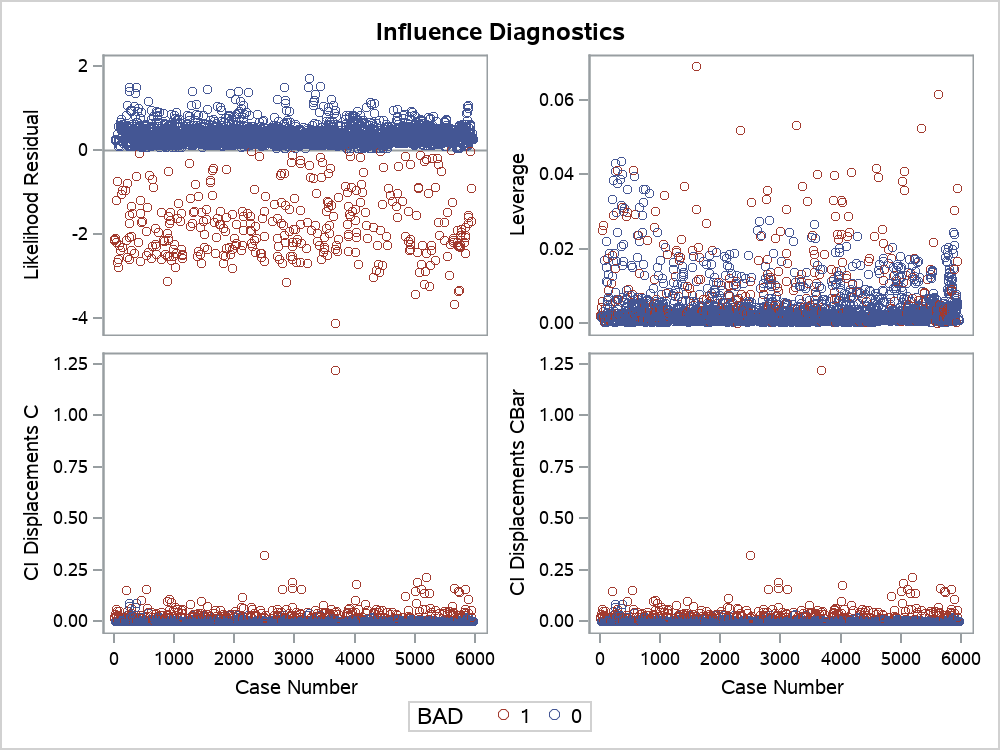 Influence Diagnostics
Likelihood Residual
2
0
-2
-4
Leverage
0.06
0.04
0.02
0.00
CI Displacements C
1.25
1.00
0.75
0.50
0.25
0.00
0 1000 2000 3000 4000 5000 6000
Case Number
CI Displacements CBar
1.25
1.00
0.75
0.50
0.25
0.00
0 1000 2000 3000 4000 5000 6000
Case Number
BAD 1 0